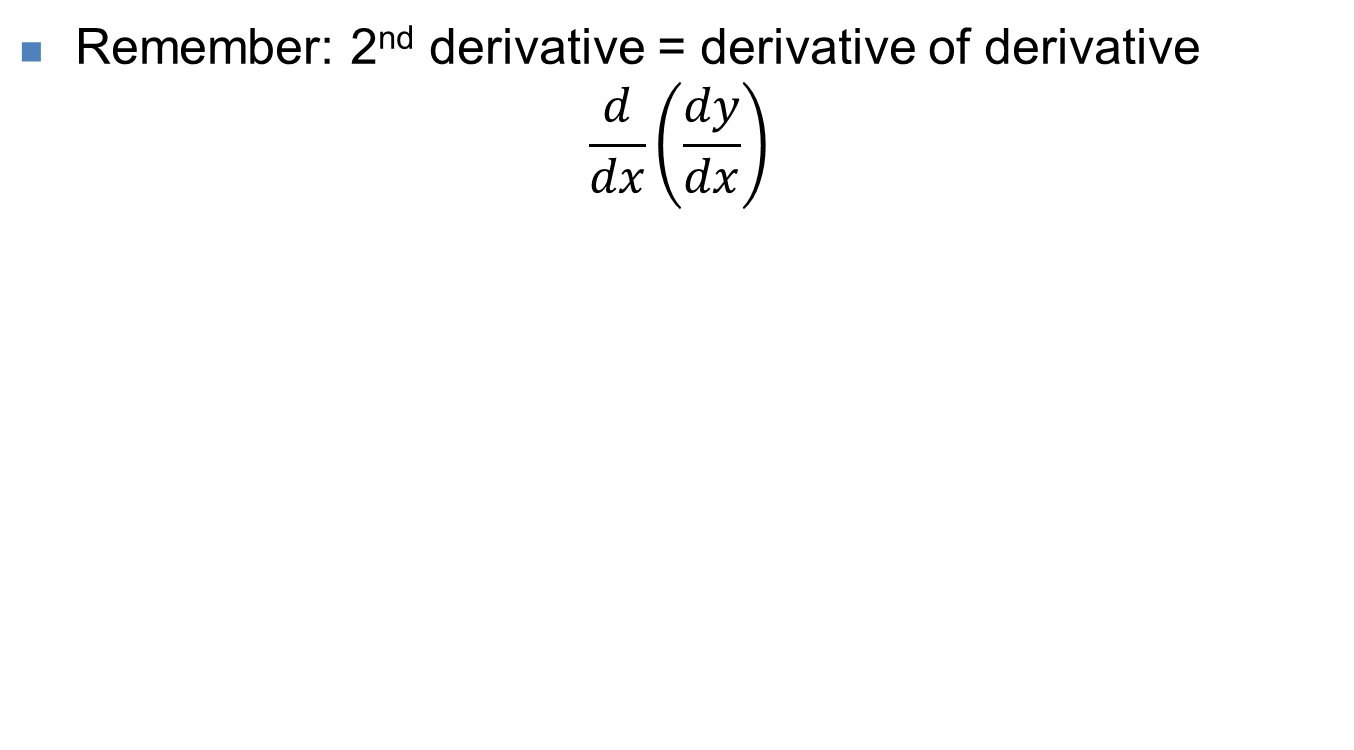 ■ Remember: 2nd derivative = derivative of derivative
d/dx (dy/dx)